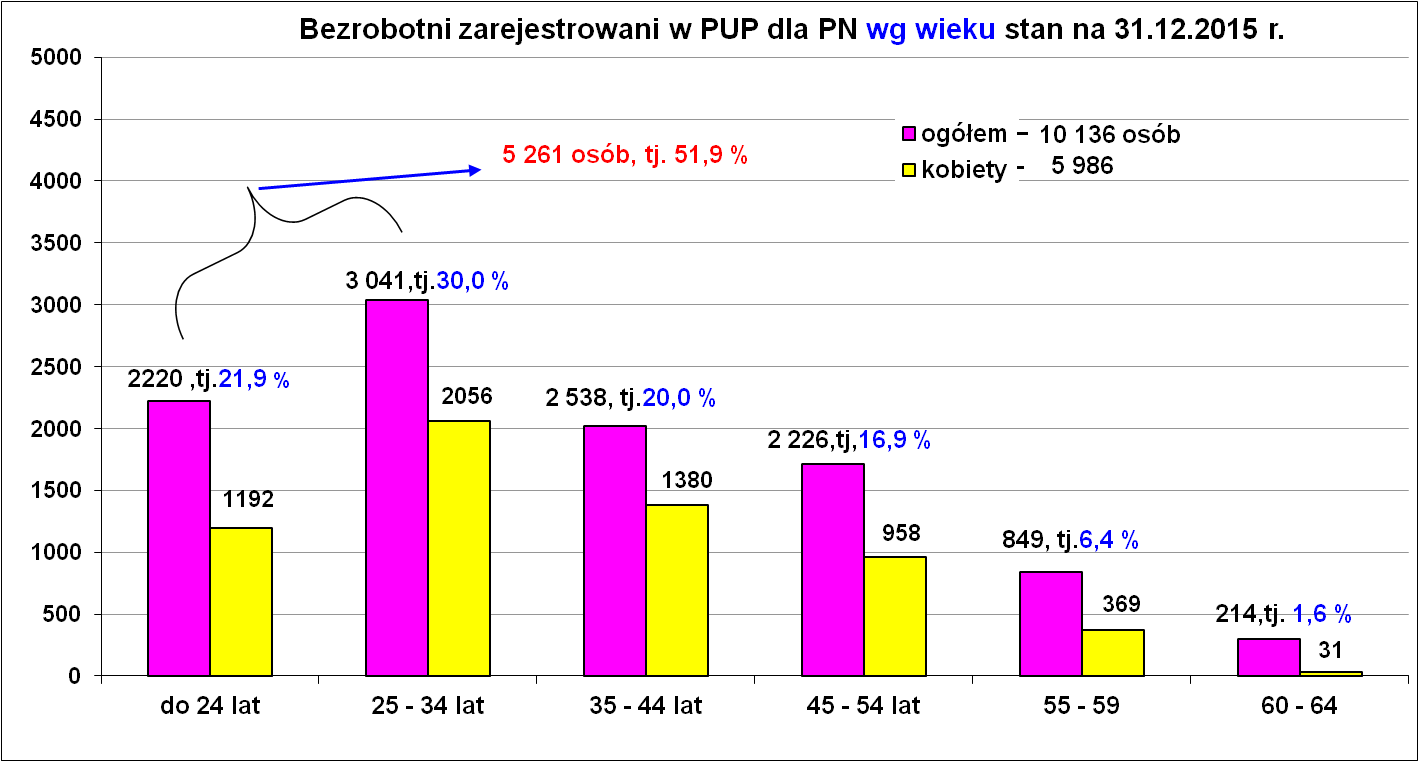 Bezrobotni zarejestrowani w PUP dla PN wg wieku stan na 31.12.2015 r.
5000
4500
4000
3500
3000
2500
2000
1500
1000
500
0
ogółem – 10 136 osób
kobiety - 5 986
5 261 osób, tj. 51,9 %
2220 ,tj.21,9 %
1192
3 041,tj.30,0 %
2056
2 538, tj.20,0 %
1380
2 226,tj,16,9 %
958
849, tj.6,4 %
369
214,tj. 1,6 %
31
do 24 lat
25 - 34 lat
35 - 44 lat
45 - 54 lat
55 - 59
60 - 64